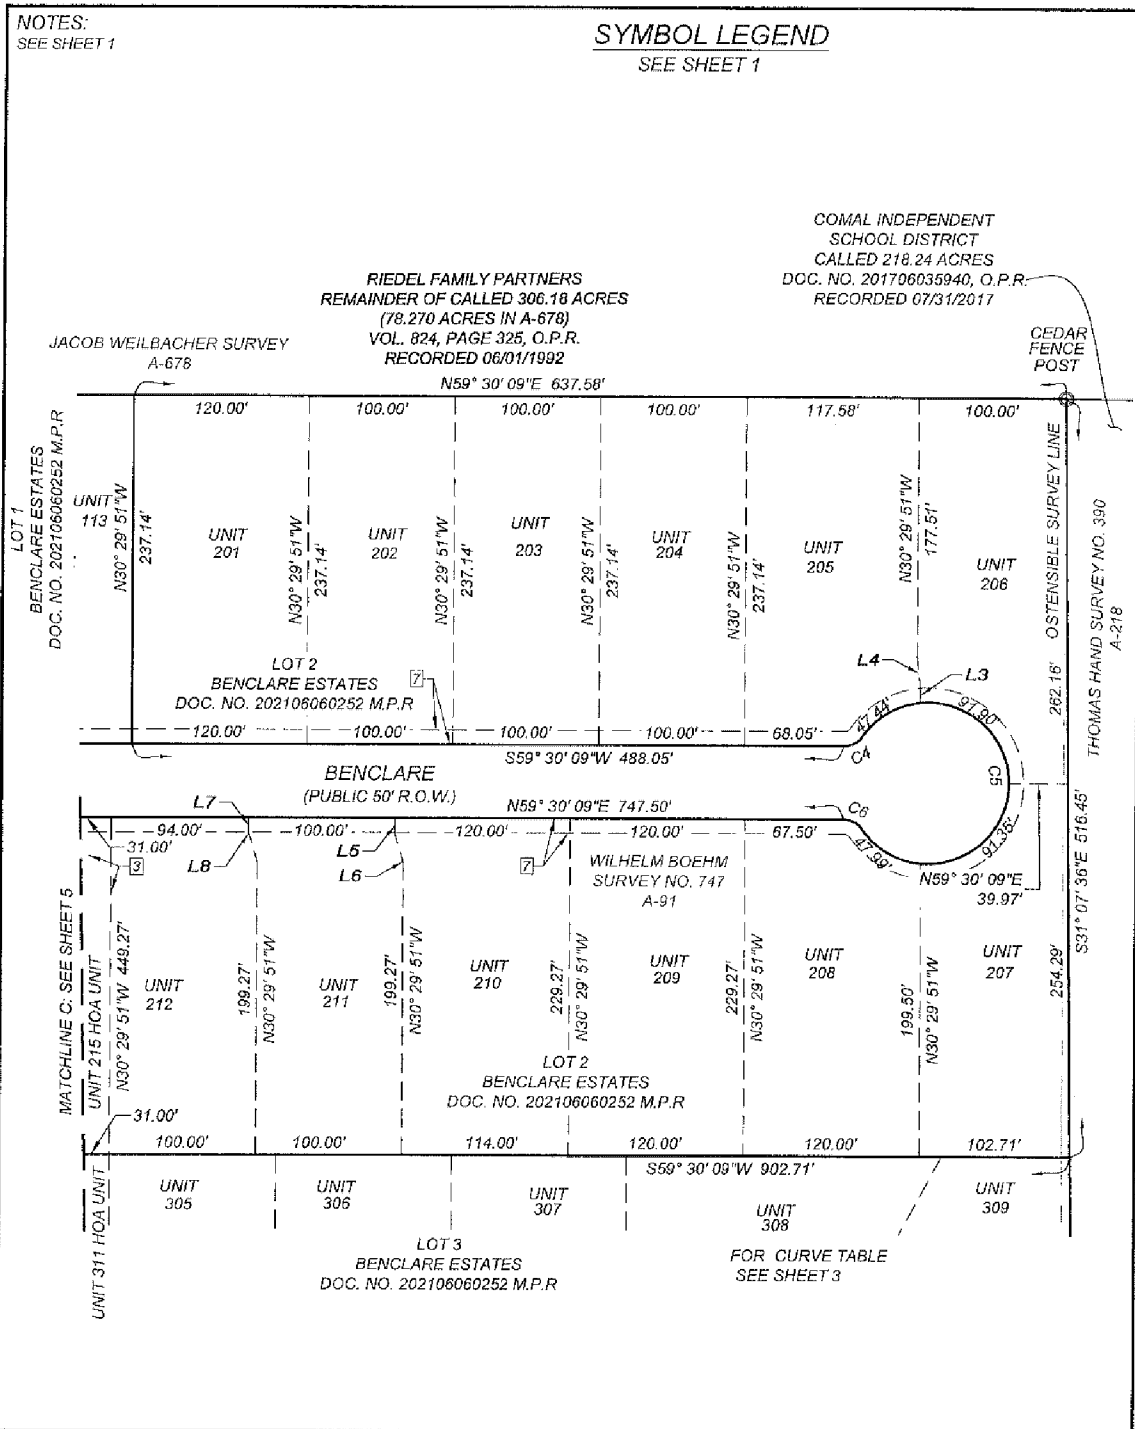 NOTES:
SEE SHEET 1
SYMBOL LEGEND
SEE SHEET 1
COMAL INDEPENDENT
SCHOOL DISTRICT
CALLED 218.24 ACRES
DOC. NO. 201706035940, O.P.R.
RECORDED 07/31/2017
RIEDEL FAMILY PARTNERS
REMAINDER OF CALLED 306.18 ACRES
(78.270 ACRES IN A-678)
VOL. 824, PAGE 325, O.P.R.
RECORDED 06/01/1992
JACOB WEILBACHER SURVEY
A-678
CEDAR
FENCE
POST
N59° 30' 09"E 637.58'
120.00'
100.00'
100.00'
100.00'
117.58'
100.00'
LOT 1
BENCLARE ESTATES
DOC. NO. 202106060252 M.P.R
UNIT
113
N30° 29' 51"W
237.14'
UNIT
201
N30° 29' 51"W
237.14'
UNIT
202
N30° 29' 51"W
237.14'
UNIT
203
N30° 29' 51"W
237.14'
UNIT
204
N30° 29' 51"W
237.14'
UNIT
205
N30° 29' 51"W
177.51'
UNIT
206
262.16'
OSTENSIBLE SURVEY LINE
THOMAS HAND SURVEY NO. 390
A-218
LOT 2
BENCLARE ESTATES
DOC. NO. 202106060252 M.P.R
7
L4
L3
47.44'
97.90'
120.00'
100.00'
100.00'
100.00'
68.05'
S59° 30' 09"W 488.05'
C4
C5
BENCLARE
(PUBLIC 50' R.O.W.)
L7
N59° 30' 09"E 747.50'
C6
94.00'
100.00'
120.00'
120.00'
67.50'
31.00'
L5
L8
L6
3
7
WILHELM BOEHM
SURVEY NO. 747
A-91
47.99'
91.35'
N59° 30' 09"E
39.97'
S31° 07' 36"E 516.45'
MATCHLINE C: SEE SHEET 5
UNIT 215 HOA UNIT
N30° 29' 51"W 449.27'
UNIT
212
199.27'
N30° 29' 51"W
UNIT
211
199.27'
N30° 29' 51"W
UNIT
210
229.27'
N30° 29' 51"W
UNIT
209
229.27'
N30° 29' 51"W
UNIT
208
199.50'
N30° 29' 51"W
UNIT
207
254.29'
LOT 2
BENCLARE ESTATES
DOC. NO. 202106060252 M.P.R
31.00'
100.00'
100.00'
114.00'
120.00'
120.00'
102.71'
S59° 30' 09"W 902.71'
UNIT 311 HOA UNIT
UNIT
305
UNIT
306
UNIT
307
UNIT
308
UNIT
309
LOT 3
BENCLARE ESTATES
DOC. NO. 202106060252 M.P.R
FOR CURVE TABLE
SEE SHEET 3